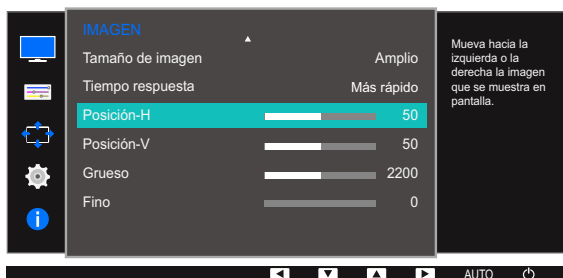 IMAGEN
Tamaño de imagen Amplio
Tiempo respuesta Más rápido
Posición-H 50
Posición-V 50
Grueso 2200
Fino 0
Mueva hacia la
izquierda o la
derecha la imagen
que se muestra en
pantalla.
AUTO